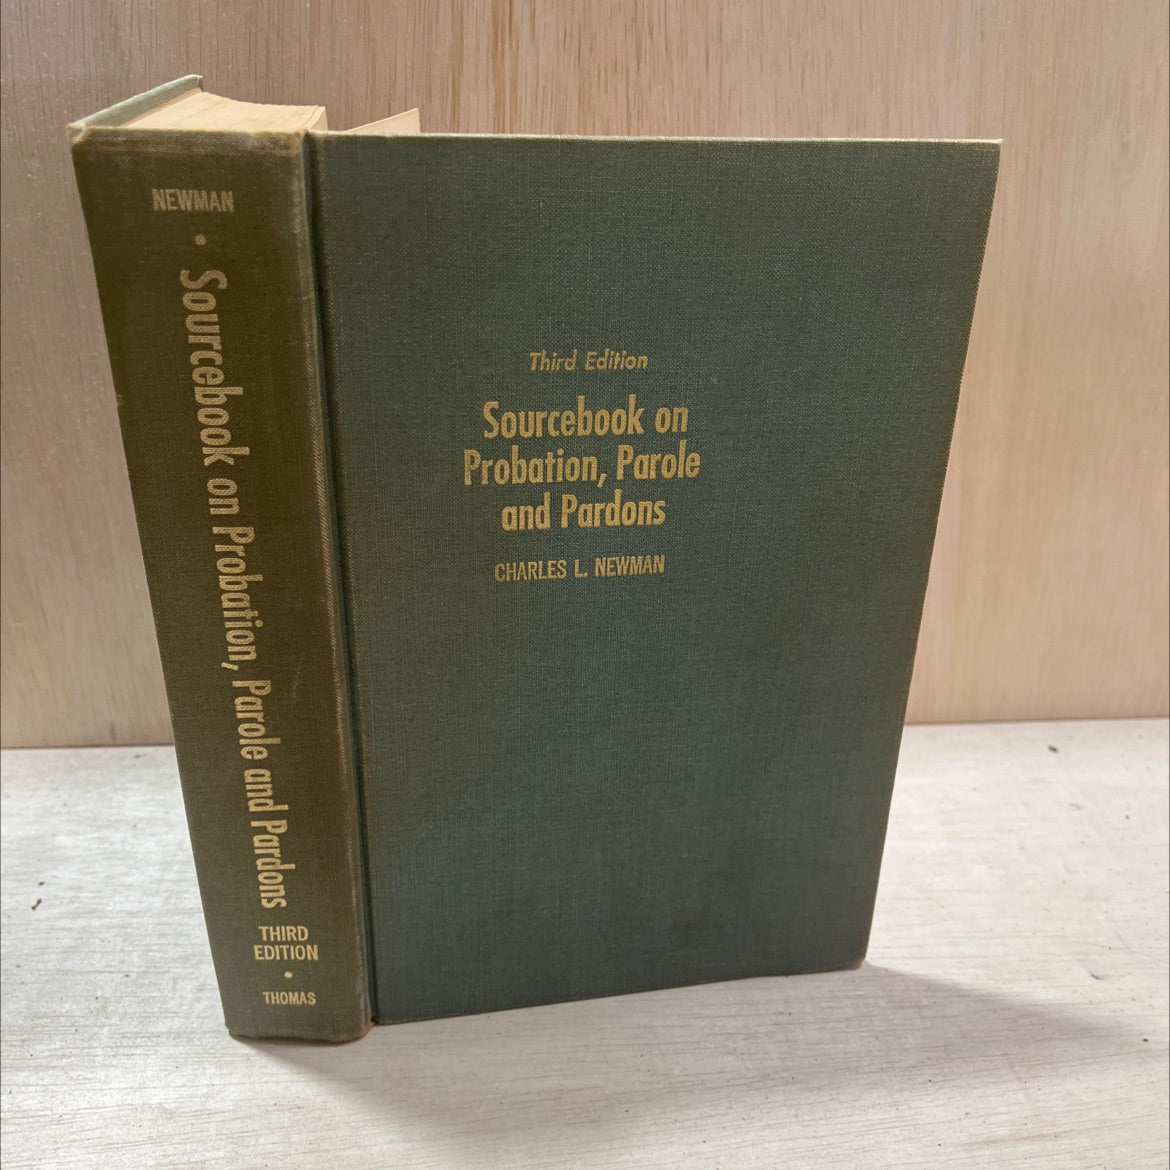 NEWMAN
• Sourcebook on Probation, Parole and Pardons
THIRD
EDITION
•
THOMAS
Third Edition
Sourcebook on
Probation, Parole
and Pardons
CHARLES L. NEWMAN